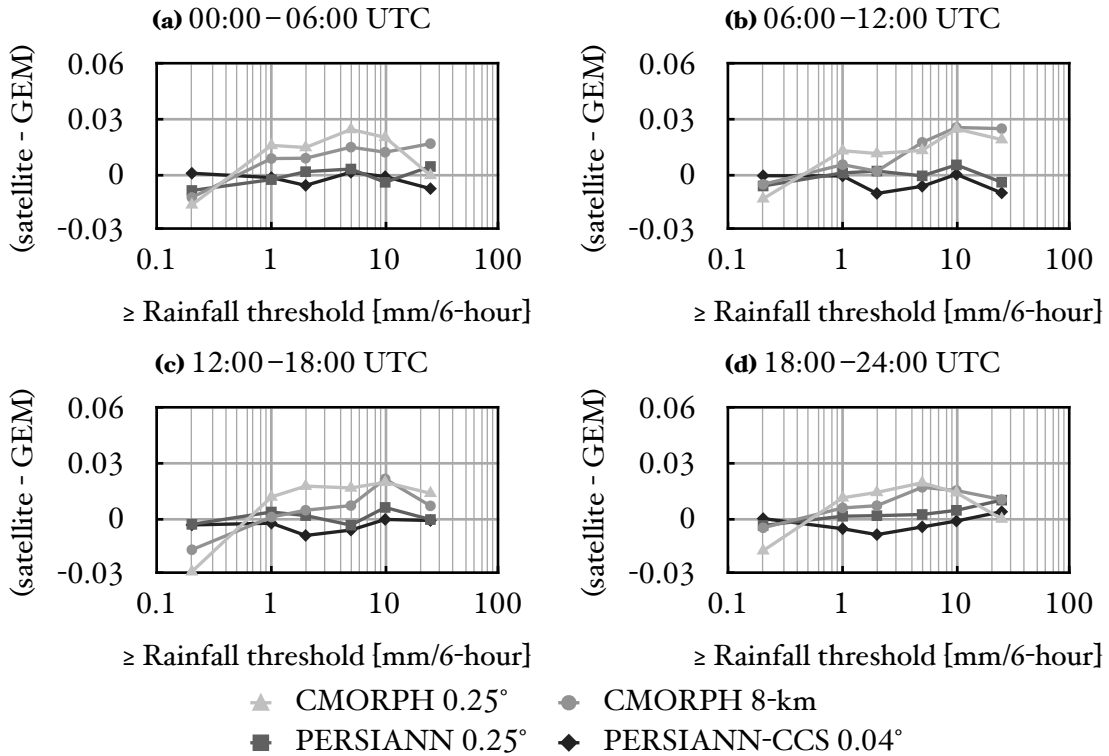 (a) 00:00–06:00 UTC
(satellite - GEM)
0.06
0.03
0
-0.03
0.1 1 10 100
≥ Rainfall threshold [mm/6-hour]
(b) 06:00–12:00 UTC
(satellite - GEM)
0.06
0.03
0
-0.03
0.1 1 10 100
≥ Rainfall threshold [mm/6-hour]
(c) 12:00–18:00 UTC
(satellite - GEM)
0.06
0.03
0
-0.03
0.1 1 10 100
≥ Rainfall threshold [mm/6-hour]
(d) 18:00–24:00 UTC
(satellite - GEM)
0.06
0.03
0
-0.03
0.1 1 10 100
≥ Rainfall threshold [mm/6-hour]
CMORPH 0.25° CMORPH 8-km
PERSIANN 0.25° PERSIANN-CCS 0.04°